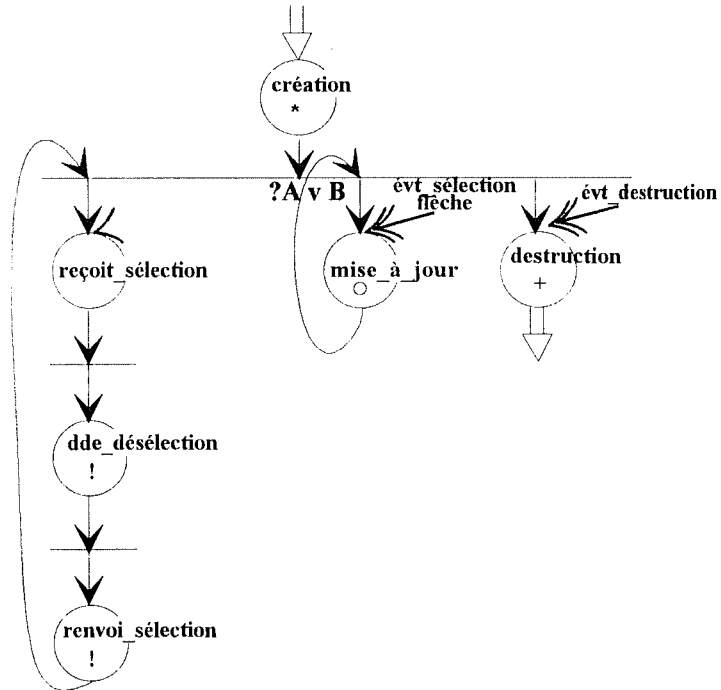 création
*
?A v B
évt_sélection
flèche
évt_destruction
reçoit_sélection
mise_à_jour
destruction
+
dde_désélection
!
renvoi_sélection
!